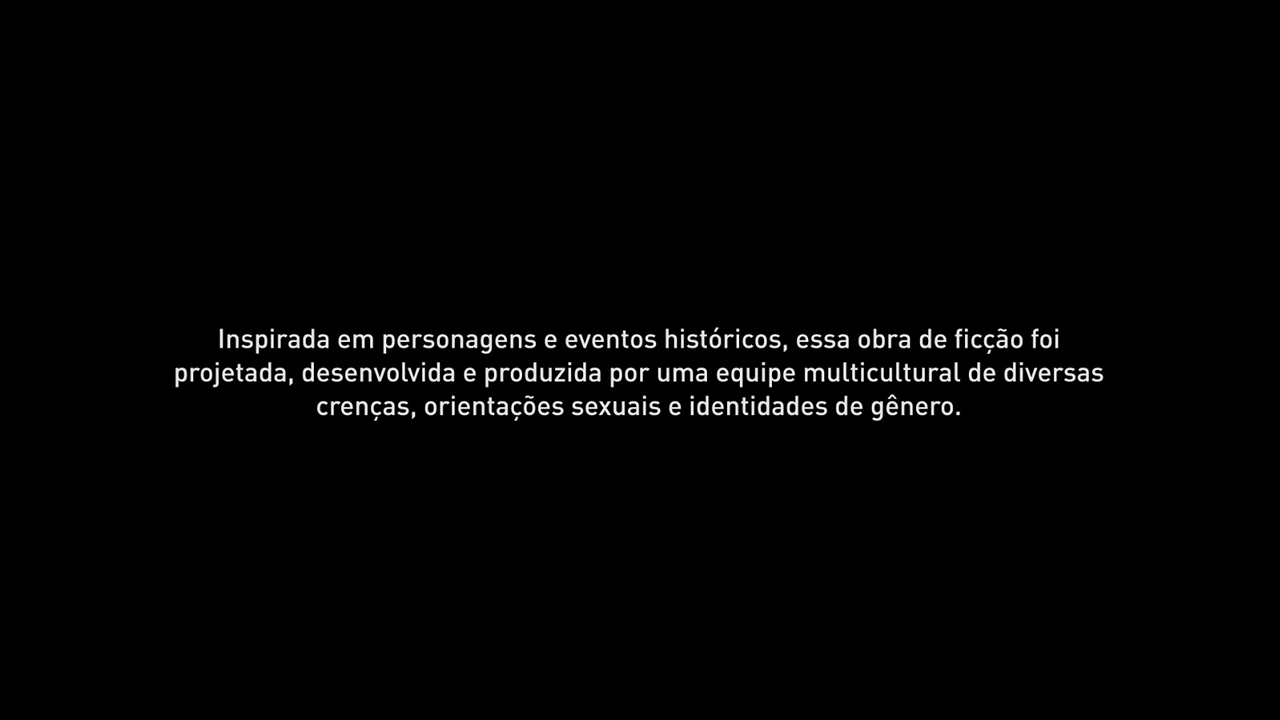 Inspirada em personagens e eventos históricos, essa obra de ficção foi
projetada, desenvolvida e produzida por uma equipe multicultural de diversas
crenças, orientações sexuais e identidades de gênero.